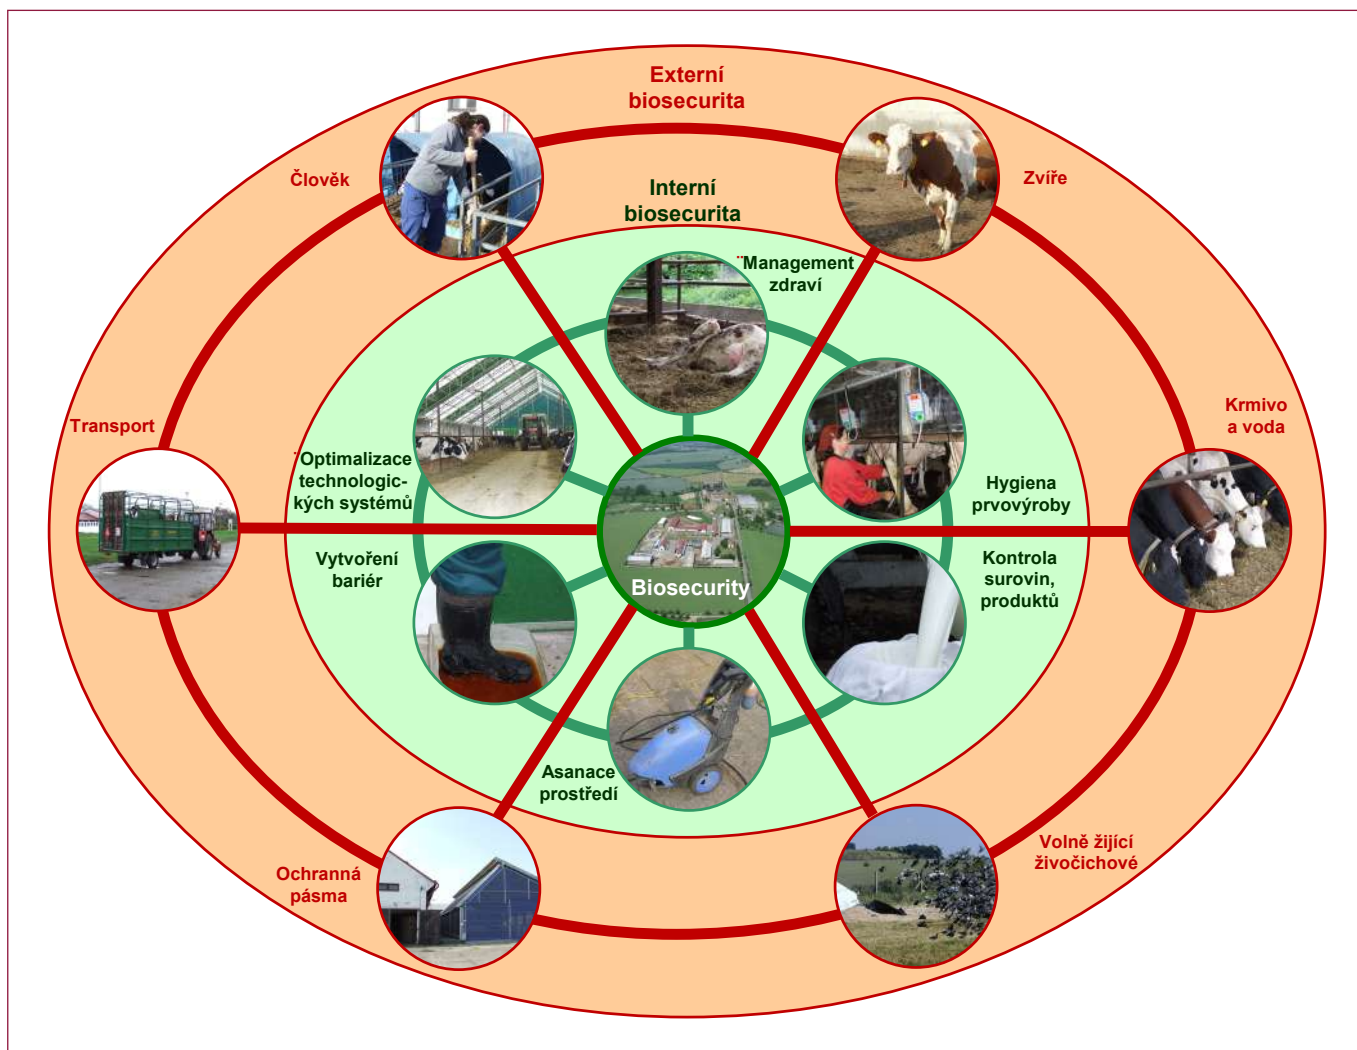 Externí
biosecurita
Člověk
Zvíře
Interní
biosecurita
Management
zdraví
Transport
Krmivo
a voda
Optimalizace
technologic-
kých systémů
Hygiena
prvovýroby
Vytvoření
bariér
Kontrola
surovin,
produktů
Biosecurity
Asanace
prostředí
Ochranná
pásma
Volně žijící
živočichové